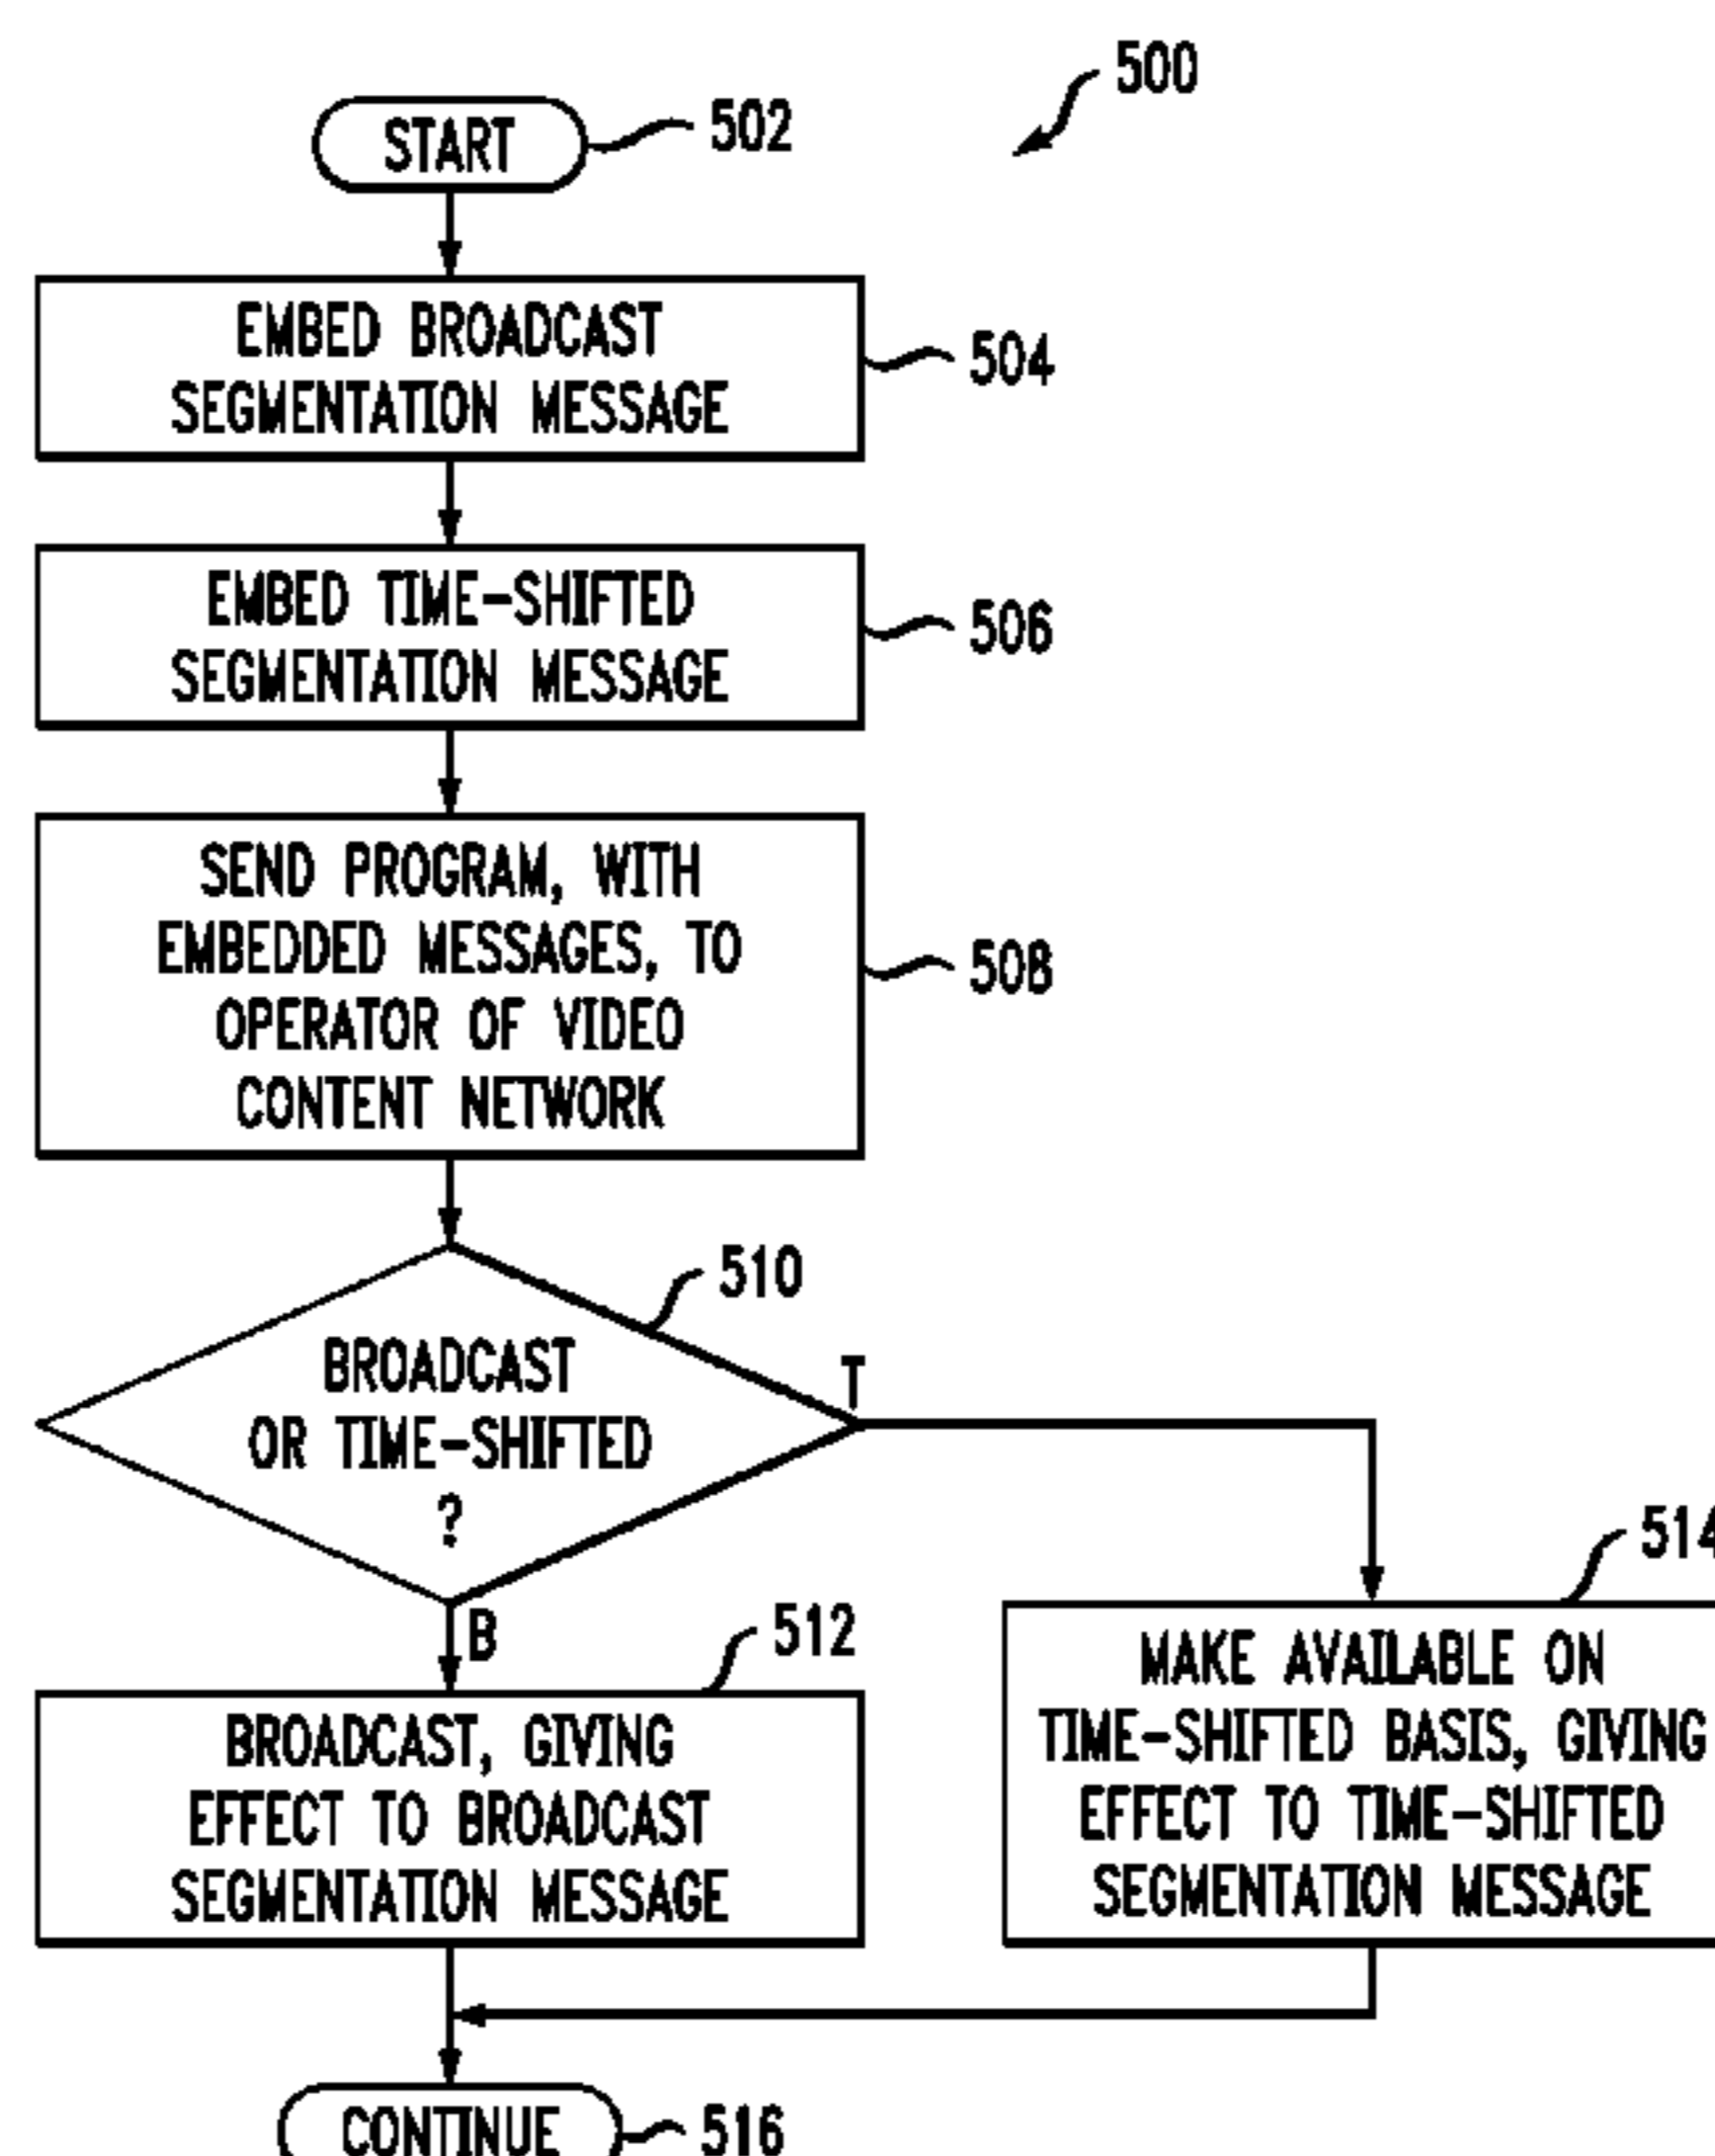 500
START
502
EMBED BROADCAST
SEGMENTATION MESSAGE
504
EMBED TIME-SHIFTED
SEGMENTATION MESSAGE
506
SEND PROGRAM, WITH
EMBEDDED MESSAGES, TO
OPERATOR OF VIDEO
CONTENT NETWORK
508
510
BROADCAST
OR TIME-SHIFTED
?
T
B
512
BROADCAST, GIVING
EFFECT TO BROADCAST
SEGMENTATION MESSAGE
514
MAKE AVAILABLE ON
TIME-SHIFTED BASIS, GIVING
EFFECT TO TIME-SHIFTED
SEGMENTATION MESSAGE
CONTINUE
516